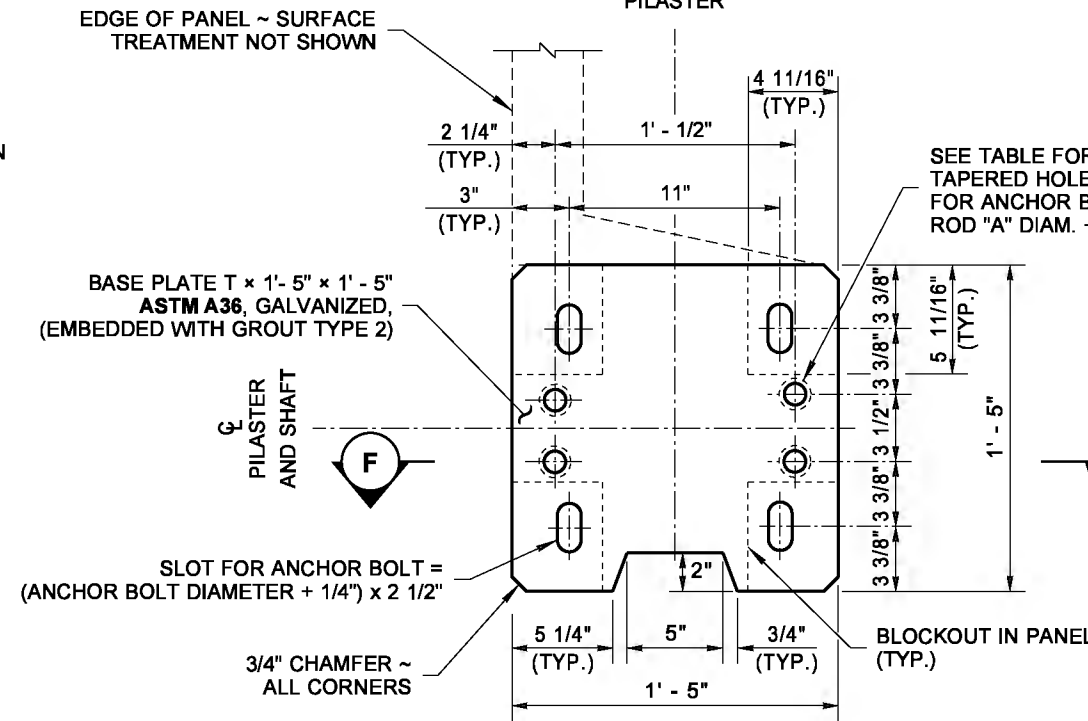 PILASTER
EDGE OF PANEL ~ SURFACE
TREATMENT NOT SHOWN
4 11/16"
(TYP.)
2 1/4"
(TYP.)
1' - 1/2"
N
SEE TABLE FOR
TAPERED HOLE
FOR ANCHOR B
ROD "A" DIAM.
3"
(TYP.)
11"
BASE PLATE T × 1'- 5" × 1' - 5"
ASTM A36, GALVANIZED,
(EMBEDDED WITH GROUT TYPE 2)
3 3/8"
3 3/8"
3 1/2"
3 3/8"
3 3/8"
5 11/16"
(TYP.)
1' - 5"
℄
PILASTER
AND SHAFT
F
SLOT FOR ANCHOR BOLT =
(ANCHOR BOLT DIAMETER + 1/4") x 2 1/2"
2"
5 1/4"
(TYP.)
5"
3/4"
(TYP.)
BLOCKOUT IN PANEL
(TYP.)
3/4" CHAMFER ~
ALL CORNERS
1' - 5"